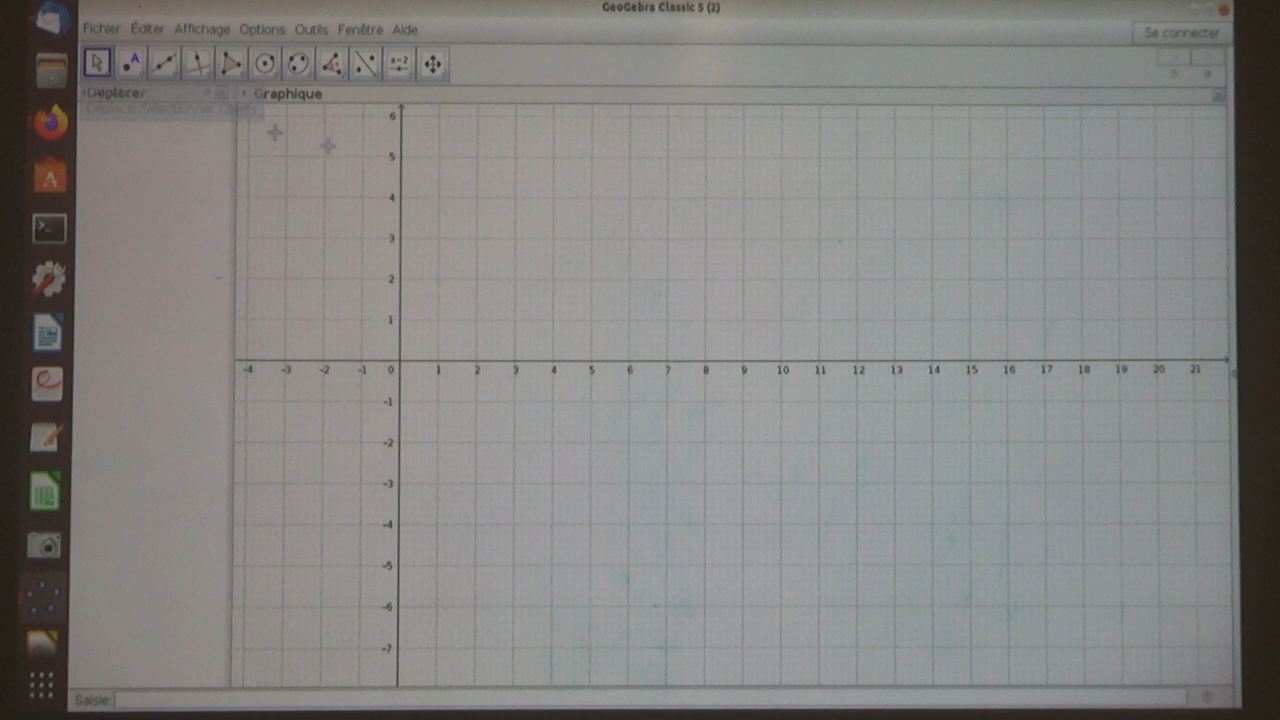 GeoGebra Classic 5 (2)
Fichier Éditer Affichage Options Outils Fenêtre Aide
Se connecter
A
a=2
Déplacer
Graphique
6
5
4
3
2
1
-4 -3 -2 -1 0 1 2 3 4 5 6 7 8 9 10 11 12 13 14 15 16 17 18 19 20 21
-1
-2
-3
-4
-5
-6
-7
Saisie: